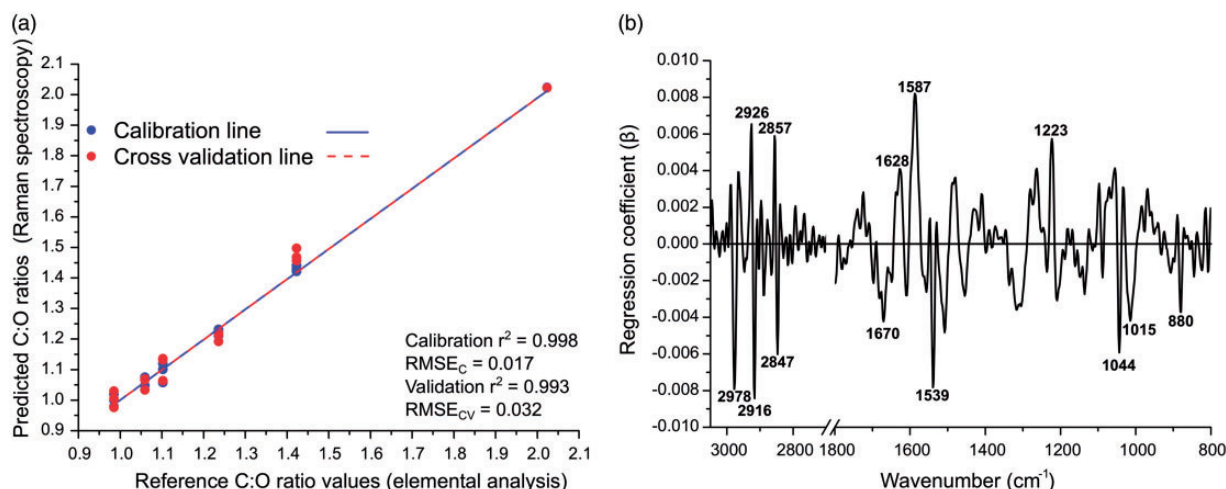 (a)
Predicted C:O ratios (Raman spectroscopy)
2.1
2.0
1.9
1.8
1.7
1.6
1.5
1.4
1.3
1.2
1.1
1.0
0.9
Calibration line
Cross validation line
Calibration r² = 0.998
RMSE_C = 0.017
Validation r² = 0.993
RMSE_CV = 0.032
0.9 1.0 1.1 1.2 1.3 1.4 1.5 1.6 1.7 1.8 1.9 2.0 2.1
Reference C:O ratio values (elemental analysis)
(b)
Regression coefficient (β)
0.010
0.008
0.006
0.004
0.002
0.000
-0.002
-0.004
-0.006
-0.008
-0.010
2926
2857
1628
1587
1223
2978
2916
2847
1670
1539
1044
1015
880
3000 2800 1800 1600 1400 1200 1000 800
Wavenumber (cm⁻¹)